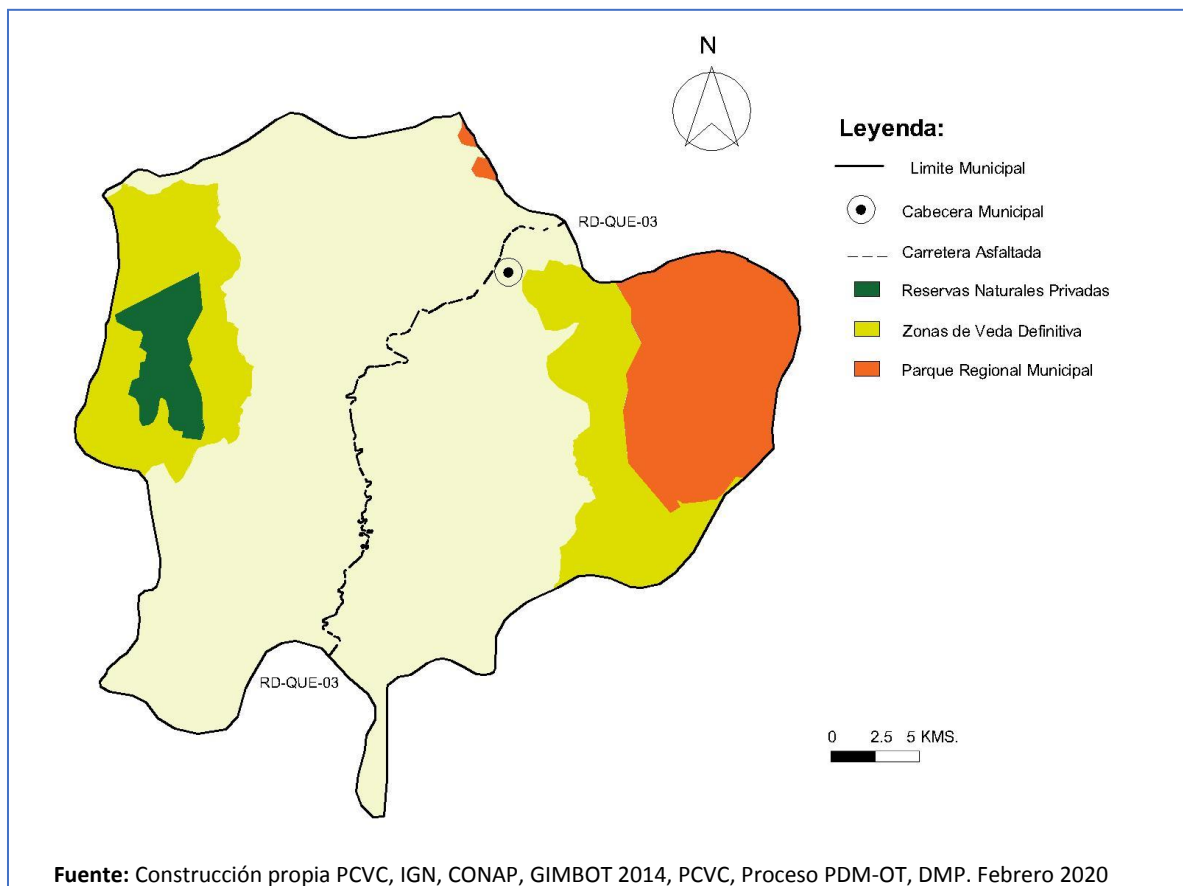 N
Leyenda:
Limite Municipal
Cabecera Municipal
Carretera Asfaltada
Reservas Naturales Privadas
Zonas de Veda Definitiva
Parque Regional Municipal
RD-QUE-03
RD-QUE-03
0 2.5 5 KMS.
Fuente: Construcción propia PCVC, IGN, CONAP, GIMBOT 2014, PCVC, Proceso PDM-OT, DMP. Febrero 2020